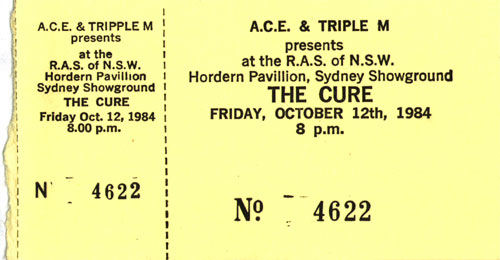 A.C.E. & TRIPPLE M
presents
at the
R.A.S. of N.S.W.
Hordern Pavillion
Sydney Showground
THE CURE
Friday Oct. 12, 1984
8.00 p.m.
N 4622
A.C.E. & TRIPLE M
presents
at the R.A.S. of N.S.W.
Hordern Pavillion, Sydney Showground
THE CURE
FRIDAY, OCTOBER 12th, 1984
8 p.m.
No 4622